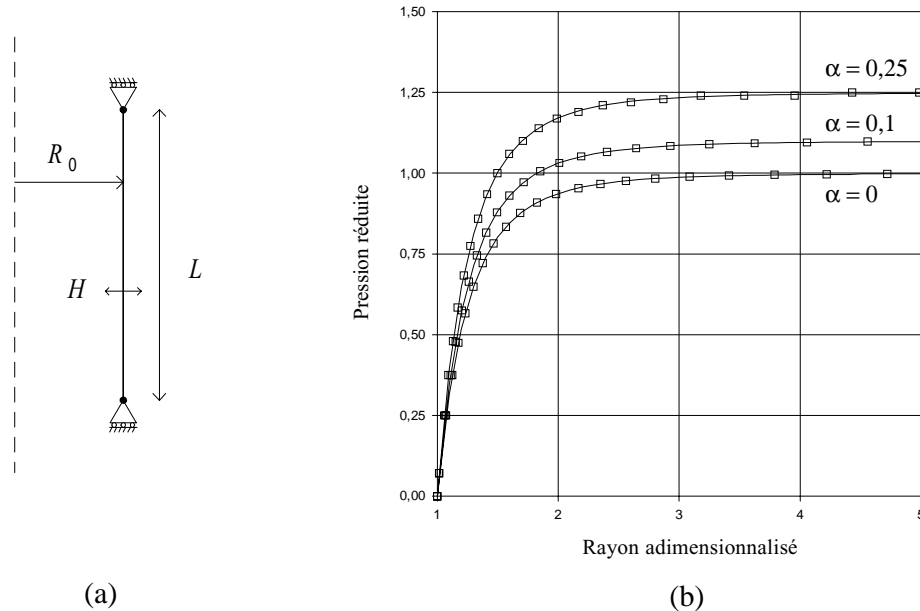 R 0
H
L
(a)
1,50
1,25
1,00
0,75
0,50
0,25
0,00
Pression réduite
α = 0,25
α = 0,1
α = 0
1
2
3
4
5
Rayon adimensionnalisé
(b)